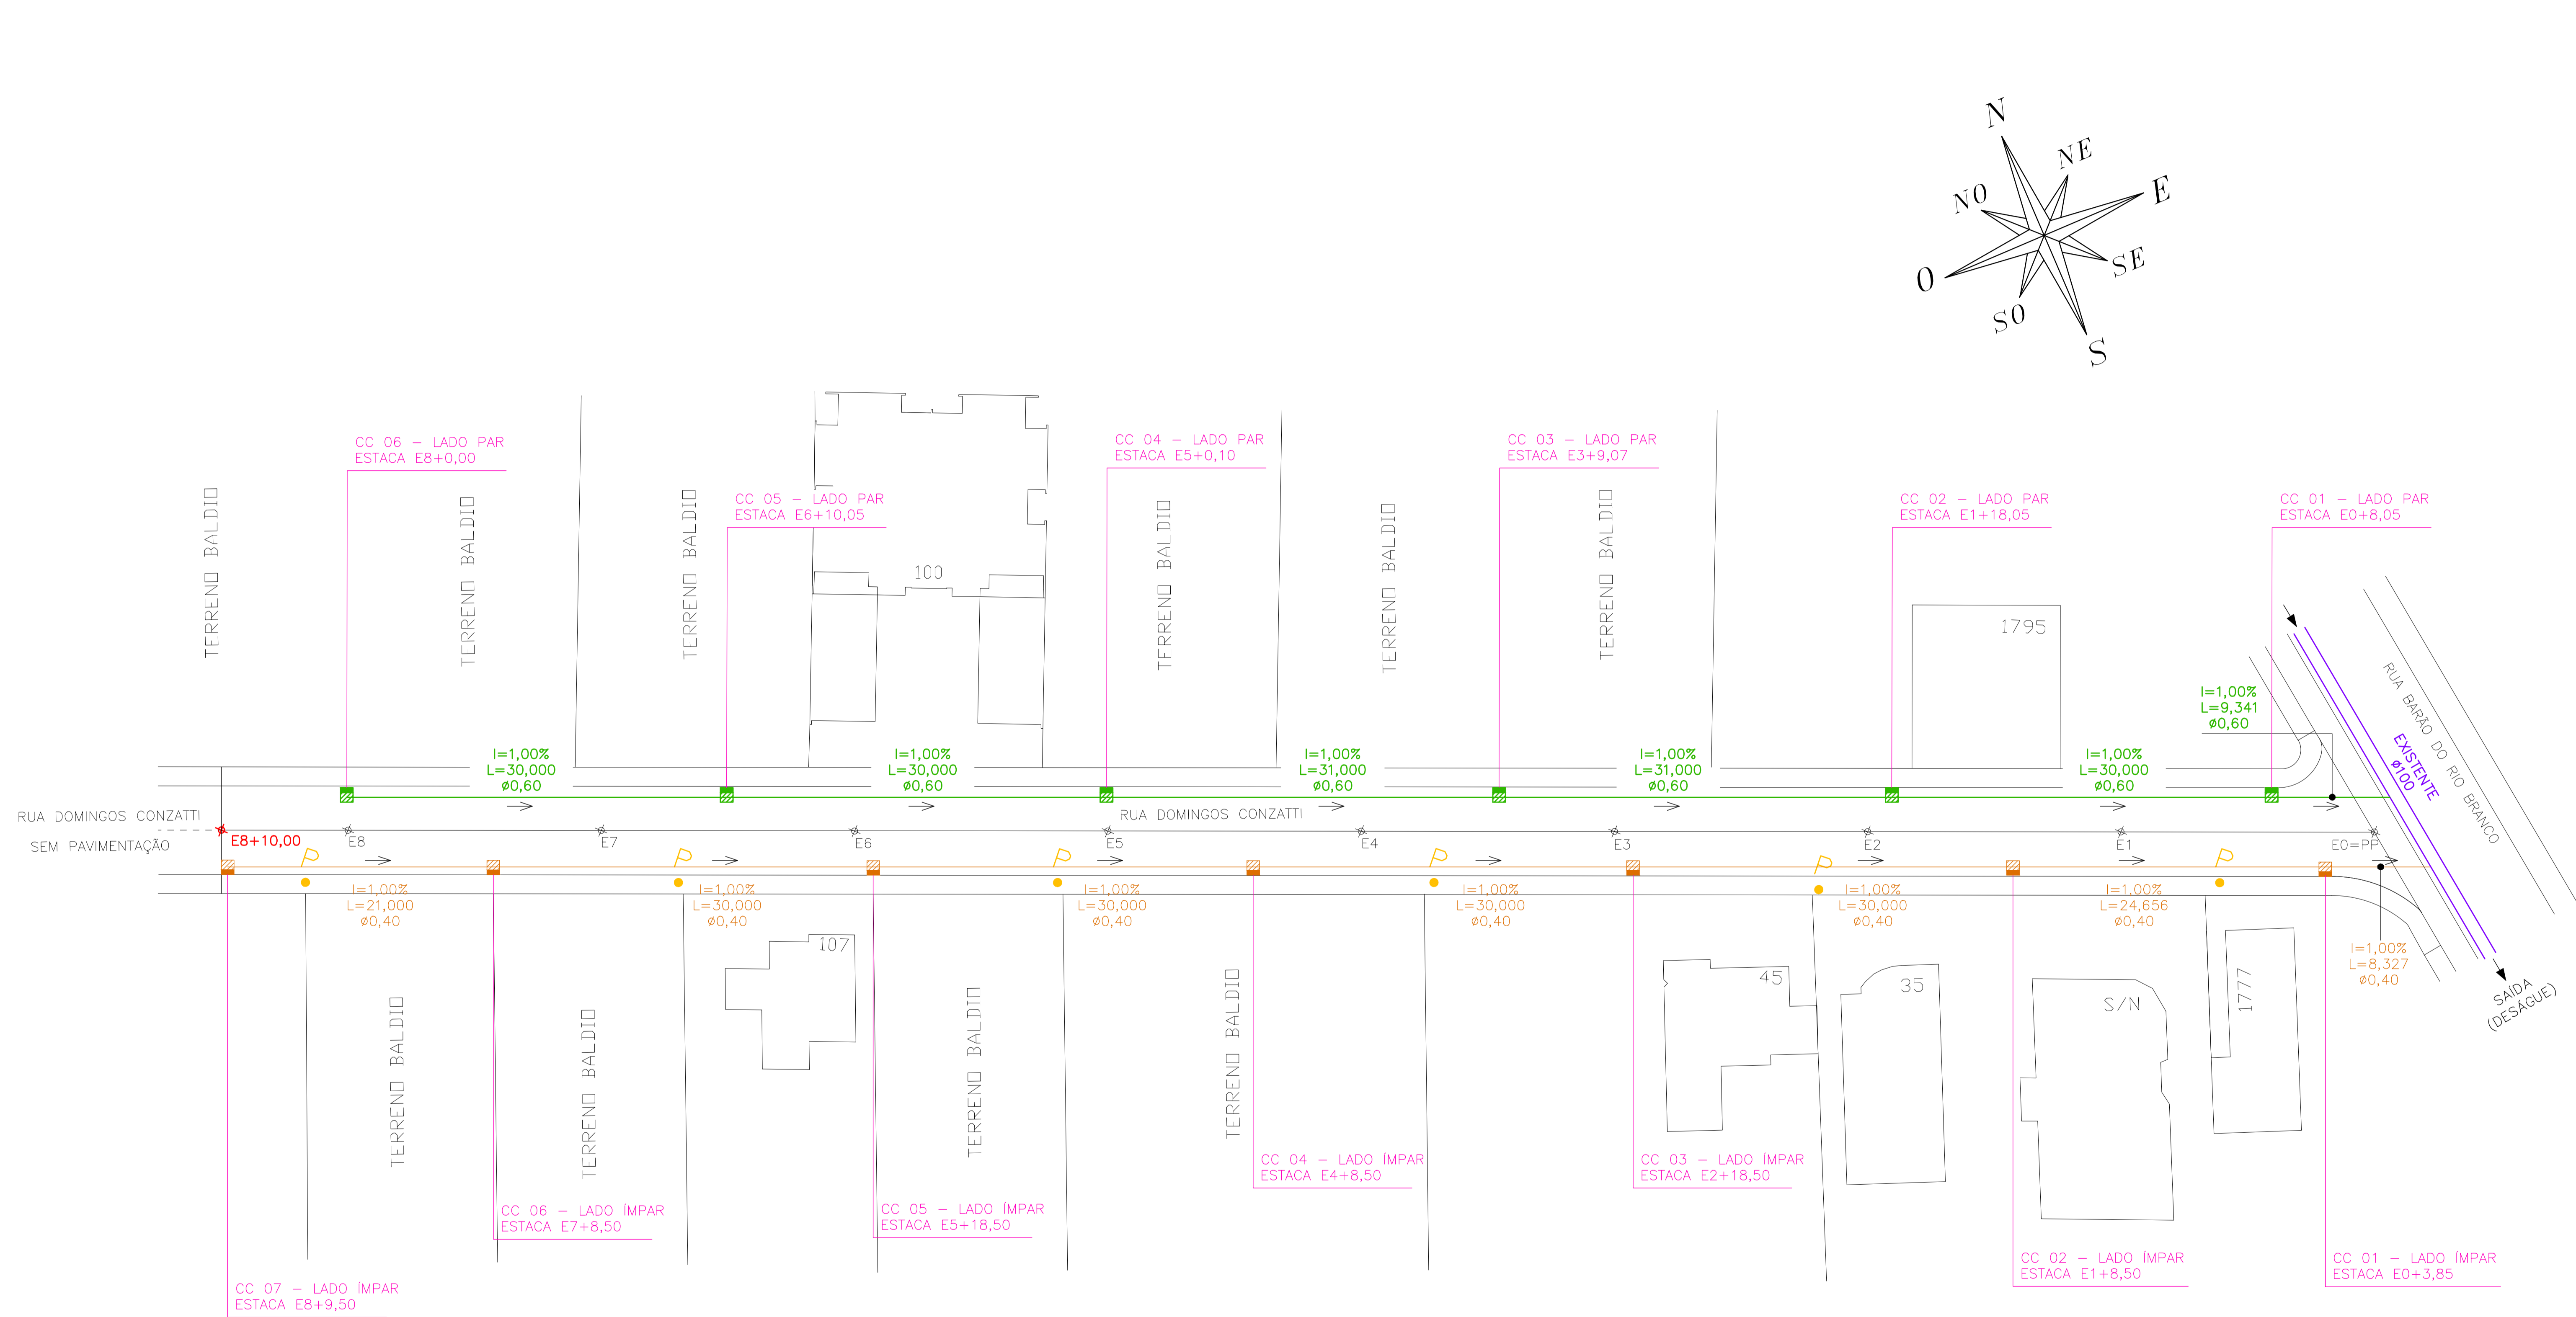 N
NE
NO
E
O
SE
SO
S
CC 06 – LADO PAR
ESTACA E8+0,00
CC 05 – LADO PAR
ESTACA E6+10,05
CC 04 – LADO PAR
ESTACA E5+0,10
CC 03 – LADO PAR
ESTACA E3+9,07
CC 02 – LADO PAR
ESTACA E1+18,05
CC 01 – LADO PAR
ESTACA E0+8,05
TERRENO BALDIO
TERRENO BALDIO
TERRENO BALDIO
100
TERRENO BALDIO
TERRENO BALDIO
TERRENO BALDIO
1795
I=1,00%
L=9,341
ø0,60
RUA BARÃO DO RIO BRANCO
EXISTENTE
ø100
I=1,00%
L=30,000
ø0,60
I=1,00%
L=30,000
ø0,60
I=1,00%
L=31,000
ø0,60
I=1,00%
L=31,000
ø0,60
I=1,00%
L=30,000
ø0,60
RUA DOMINGOS CONZATTI
SEM PAVIMENTAÇÃO
RUA DOMINGOS CONZATTI
E8+10,00
E8
E7
E6
E5
E4
E3
E2
E1
E0=PP
P
P
P
P
P
P
I=1,00%
L=21,000
ø0,40
I=1,00%
L=30,000
ø0,40
I=1,00%
L=30,000
ø0,40
I=1,00%
L=30,000
ø0,40
I=1,00%
L=30,000
ø0,40
I=1,00%
L=24,656
ø0,40
I=1,00%
L=8,327
ø0,40
SAÍDA
(DESÁGUE)
TERRENO BALDIO
TERRENO BALDIO
107
TERRENO BALDIO
TERRENO BALDIO
45
35
S/N
1777
CC 07 – LADO ÍMPAR
ESTACA E8+9,50
CC 06 – LADO ÍMPAR
ESTACA E7+8,50
CC 05 – LADO ÍMPAR
ESTACA E5+18,50
CC 04 – LADO ÍMPAR
ESTACA E4+8,50
CC 03 – LADO ÍMPAR
ESTACA E2+18,50
CC 02 – LADO ÍMPAR
ESTACA E1+8,50
CC 01 – LADO ÍMPAR
ESTACA E0+3,85